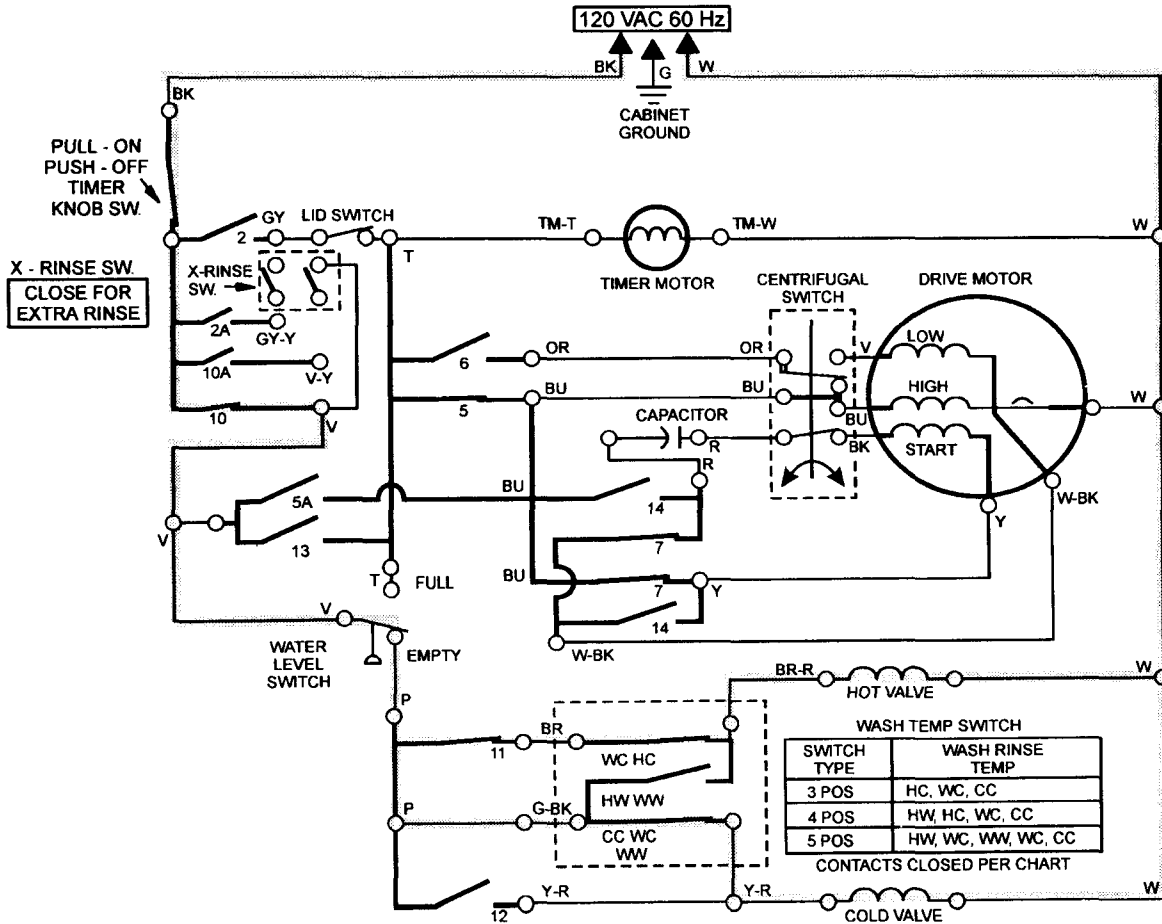 120 VAC 60 Hz
BK
G
W
BK
CABINET
GROUND
PULL - ON
PUSH - OFF
TIMER
KNOB SW.
GY
LID SWITCH
2
T
TM-T
TM-W
W
TIMER MOTOR
X - RINSE SW.
CLOSE FOR
EXTRA RINSE
X-RINSE
SW.
CENTRIFUGAL
SWITCH
DRIVE MOTOR
2A
GY-Y
6
OR
OR
V
LOW
10A
V-Y
HIGH
10
V
5
BU
BU
BU
W
CAPACITOR
R
BK
START
R
5A
BU
14
W-BK
V
13
7
Y
T
FULL
BU
7
Y
V
14
WATER
LEVEL
SWITCH
EMPTY
W-BK
BR-R
HOT VALVE
W
P
11
BR
WC HC
WASH TEMP SWITCH
SWITCH
TYPE
WASH RINSE
TEMP
3 POS
HC, WC, CC
4 POS
HW, HC, WC, CC
5 POS
HW, WC, WW, WC, CC
CONTACTS CLOSED PER CHART
HW WW
P
G-BK
CC WC
WW
12
Y-R
Y-R
COLD VALVE
W